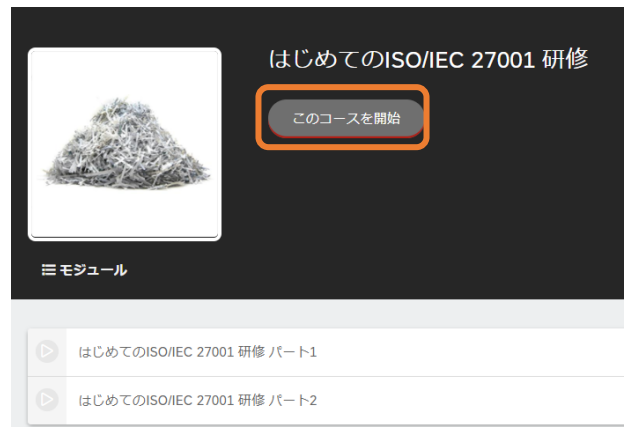 はじめてのISO/IEC 27001 研修
このコースを開始
モジュール
はじめてのISO/IEC 27001 研修 パート1
はじめてのISO/IEC 27001 研修 パート2